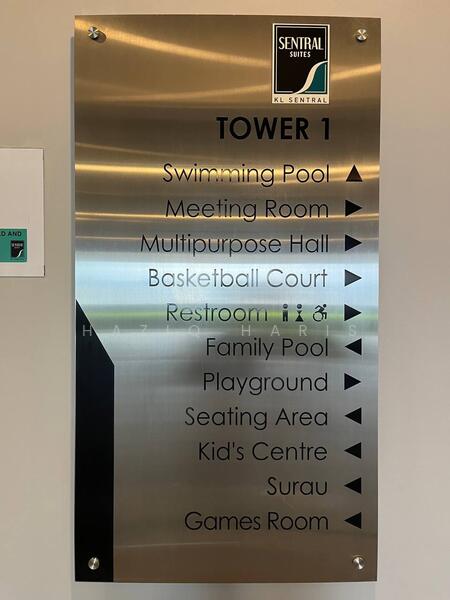 SENTRAL
SUITES
KL SENTRAL
TOWER 1
Swimming Pool ▲
Meeting Room ▶
Multipurpose Hall ▶
Basketball Court ▶
Restroom ▶
HAZIQ HARIS
Family Pool ◀
Playground ▶
Seating Area ◀
Kid's Centre ◀
Surau ◀
Games Room ◀
AND